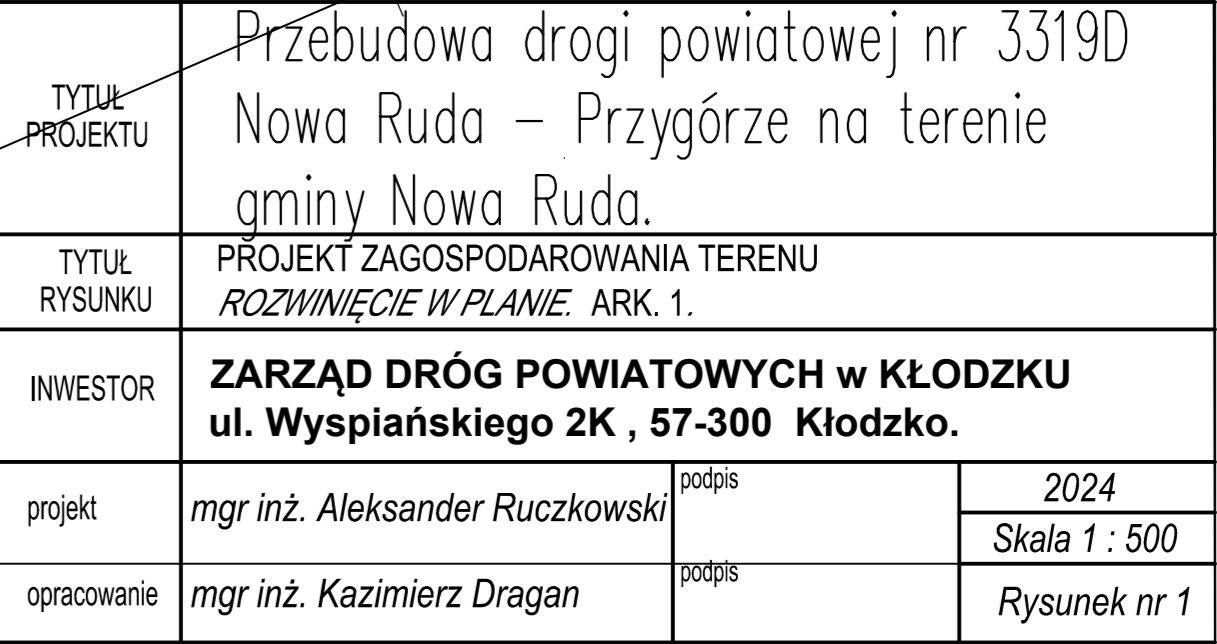 TYTUŁ
PROJEKTU
Przebudowa drogi powiatowej nr 3319D
Nowa Ruda – Przygórze na terenie
gminy Nowa Ruda.
TYTUŁ
RYSUNKU
PROJEKT ZAGOSPODAROWANIA TERENU
ROZWINIĘCIE W PLANIE. ARK. 1.
INWESTOR
ZARZĄD DRÓG POWIATOWYCH w KŁODZKU
ul. Wyspiańskiego 2K , 57-300 Kłodzko.
projekt
mgr inż. Aleksander Ruczkowski
podpis
2024
Skala 1 : 500
opracowanie
mgr inż. Kazimierz Dragan
podpis
Rysunek nr 1